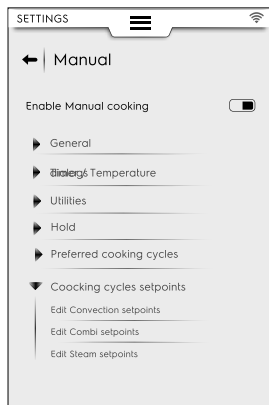 SETTINGS
Manual
Enable Manual cooking
General
Temperature
Utilities
Hold
Preferred cooking cycles
Coocking cycles setpoints
Edit Convection setpoints
Edit Combi setpoints
Edit Steam setpoints